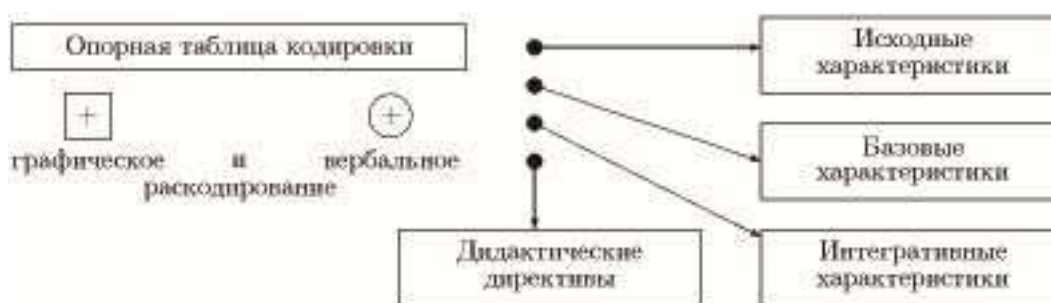 Опорная таблица кодировки
графическое и вербальное
раскодирование
Исходные
характеристики
Базовые
характеристики
Дидактические
директивы
Интегративные
характеристики